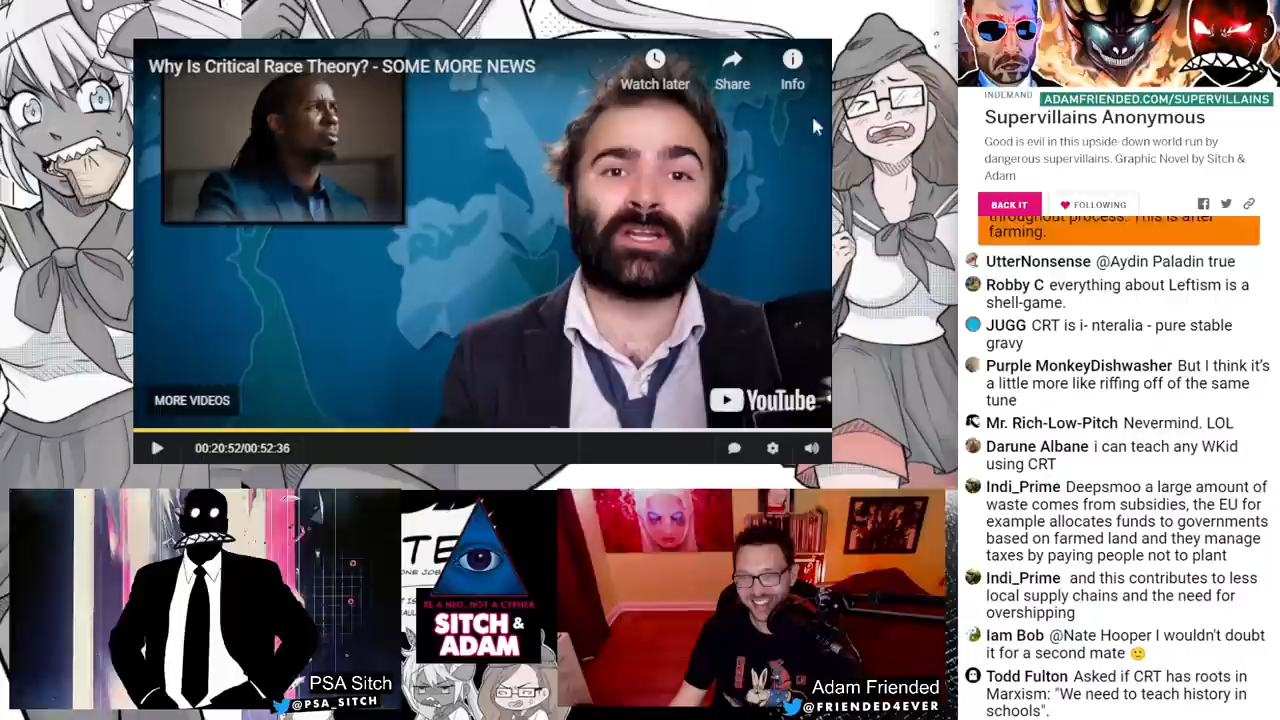 Why Is Critical Race Theory? - SOME MORE NEWS
Watch later
Share
Info
MORE VIDEOS
YouTube
00:20:52/00:52:36
PSA Sitch
@PSA_SITCH
TE
ONE JOB
BE A NEO, NOT A CYPHER
SITCH &
ADAM
Adam Friended
@FRIENDED4EVER
INDEMAND
ADAMFRIENDED.COM/SUPERVILLAINS
Supervillains Anonymous
Good is evil in this upside-down world run by
dangerous supervillains. Graphic Novel by Sitch &
Adam
BACK IT
FOLLOWING
throughout process. This is after
farming.
UtterNonsense @Aydin Paladin true
Robby C everything about Leftism is a
shell-game.
JUGG CRT is i- nteralia - pure stable
gravy
Purple MonkeyDishwasher But I think it's
a little more like riffing off of the same
tune
Mr. Rich-Low-Pitch Nevermind. LOL
Darune Albane i can teach any WKid
using CRT
Indi_Prime Deepsmoo a large amount of
waste comes from subsidies, the EU for
example allocates funds to governments
based on farmed land and they manage
taxes by paying people not to plant
Indi_Prime and this contributes to less
local supply chains and the need for
overshipping
Iam Bob @Nate Hooper I wouldn't doubt
it for a second mate 🙂
Todd Fulton Asked if CRT has roots in
Marxism: "We need to teach history in
schools".